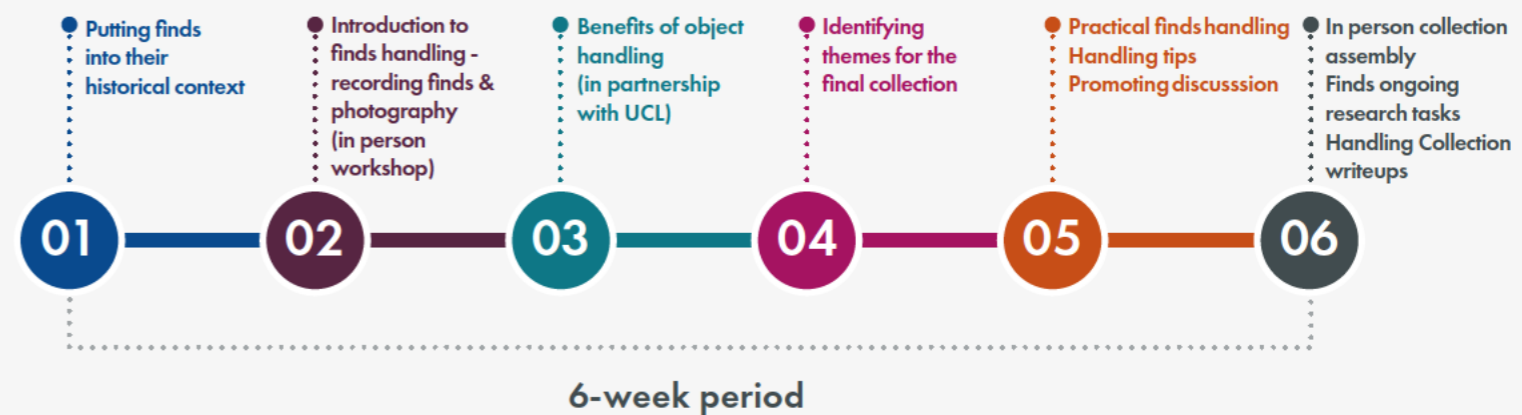 Putting finds
into their
historical context
Introduction to
finds handling -
recording finds &
photography
(in person
workshop)
Benefits of object
handling
(in partnership
with UCL)
Identifying
themes for the
final collection
Practical finds handling
Handling tips
Promoting discusssion
In person collection
assembly
Finds ongoing
research tasks
Handling Collection
writeups
01
02
03
04
05
06
6-week period